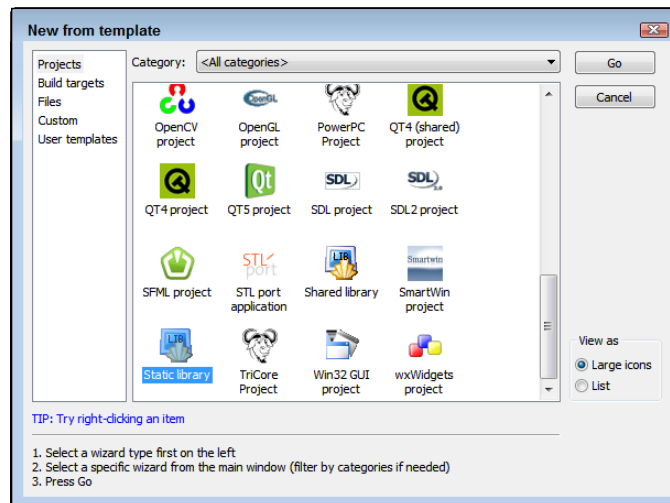 New from template
Projects
Build targets
Files
Custom
User templates
Category: <All categories>
Go
Cancel
OpenCV
project
OpenGL
OpenGL
project
PowerPC
Project
QT4 (shared)
project
QT4 project
Qt
QT5 project
SDL
SDL project
SDL
2.0
SDL2 project
SFML project
STL
port
STL port
application
LIB
Shared library
Smartwin
SmartWin
project
LIB
Static library
TriCore
Project
Win32 GUI
project
wxWidgets
project
View as
Large icons
List
TIP: Try right-clicking an item
1. Select a wizard type first on the left
2. Select a specific wizard from the main window (filter by categories if needed)
3. Press Go